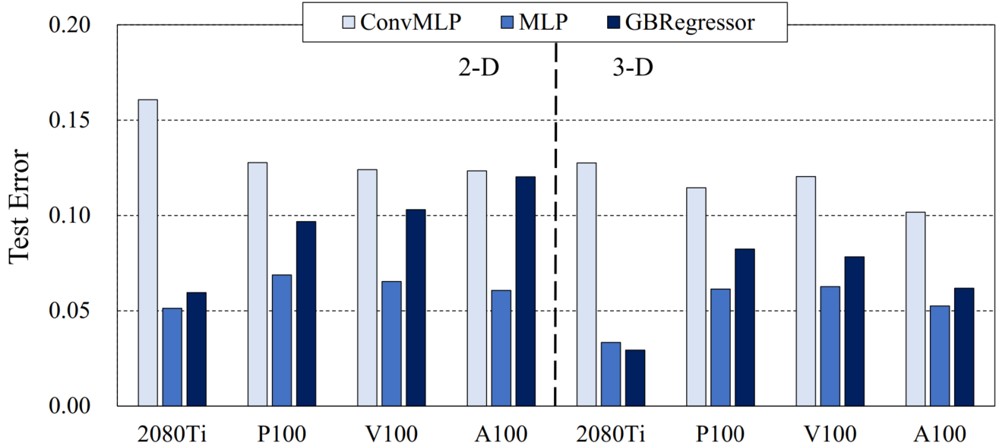 ConvMLP MLP GBRegressor
2-D 3-D
Test Error
0.20
0.15
0.10
0.05
0.00
2080Ti P100 V100 A100 2080Ti P100 V100 A100